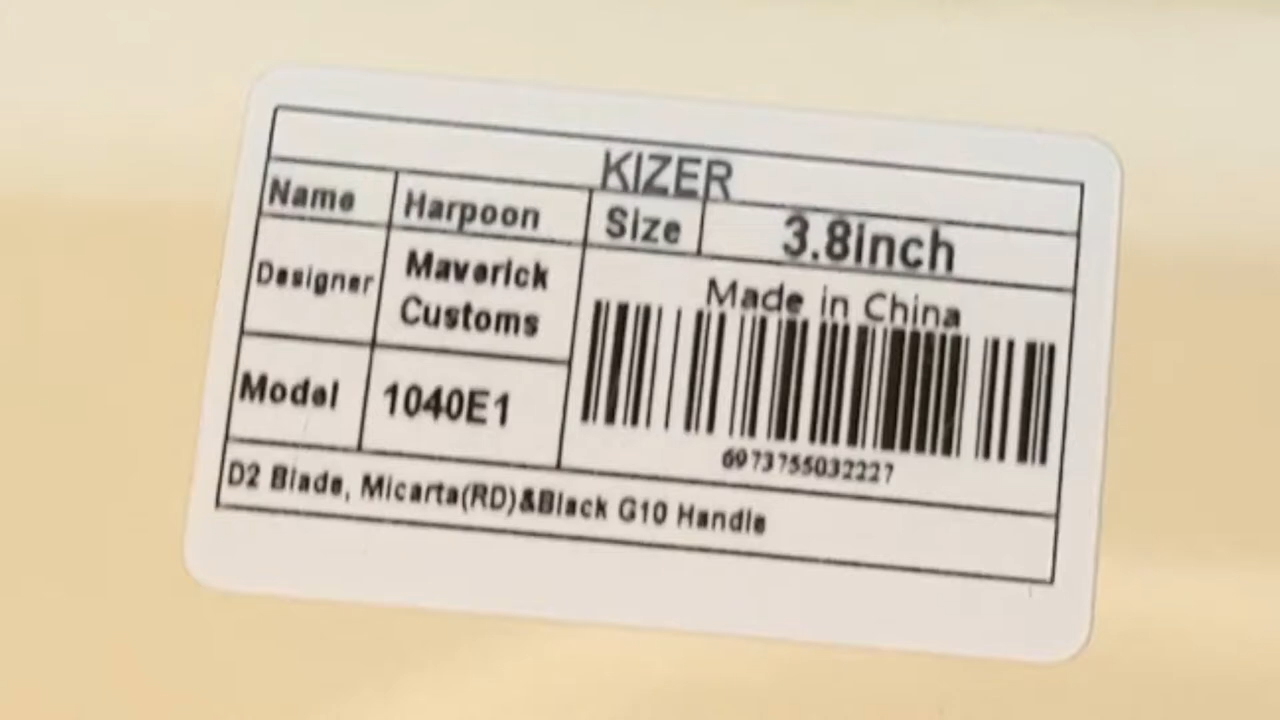 KIZER
Name Harpoon Size 3.8inch
Designer Maverick Customs
Made in China
Model 1040E1
6973755032227
D2 Blade, Micarta(RD)&Black G10 Handle